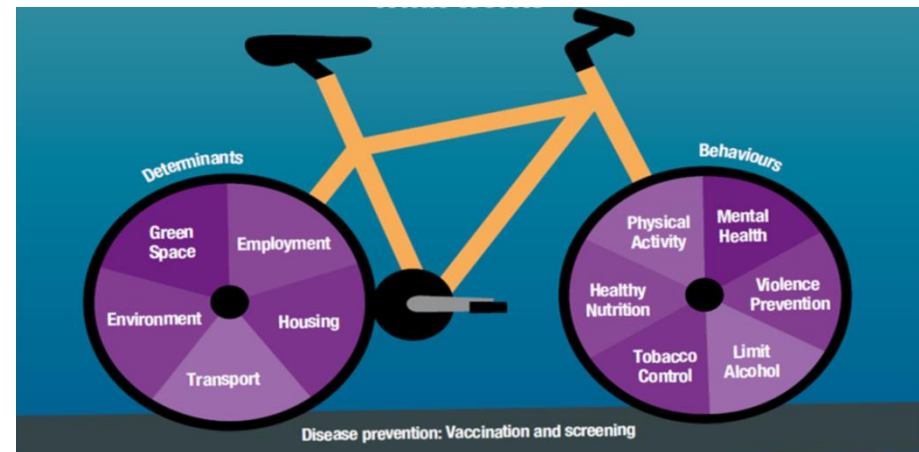 Determinants
Green
Space
Employment
Environment
Housing
Transport
Behaviours
Physical
Activity
Mental
Health
Healthy
Nutrition
Violence
Prevention
Tobacco
Control
Limit
Alcohol
Disease prevention: Vaccination and screening